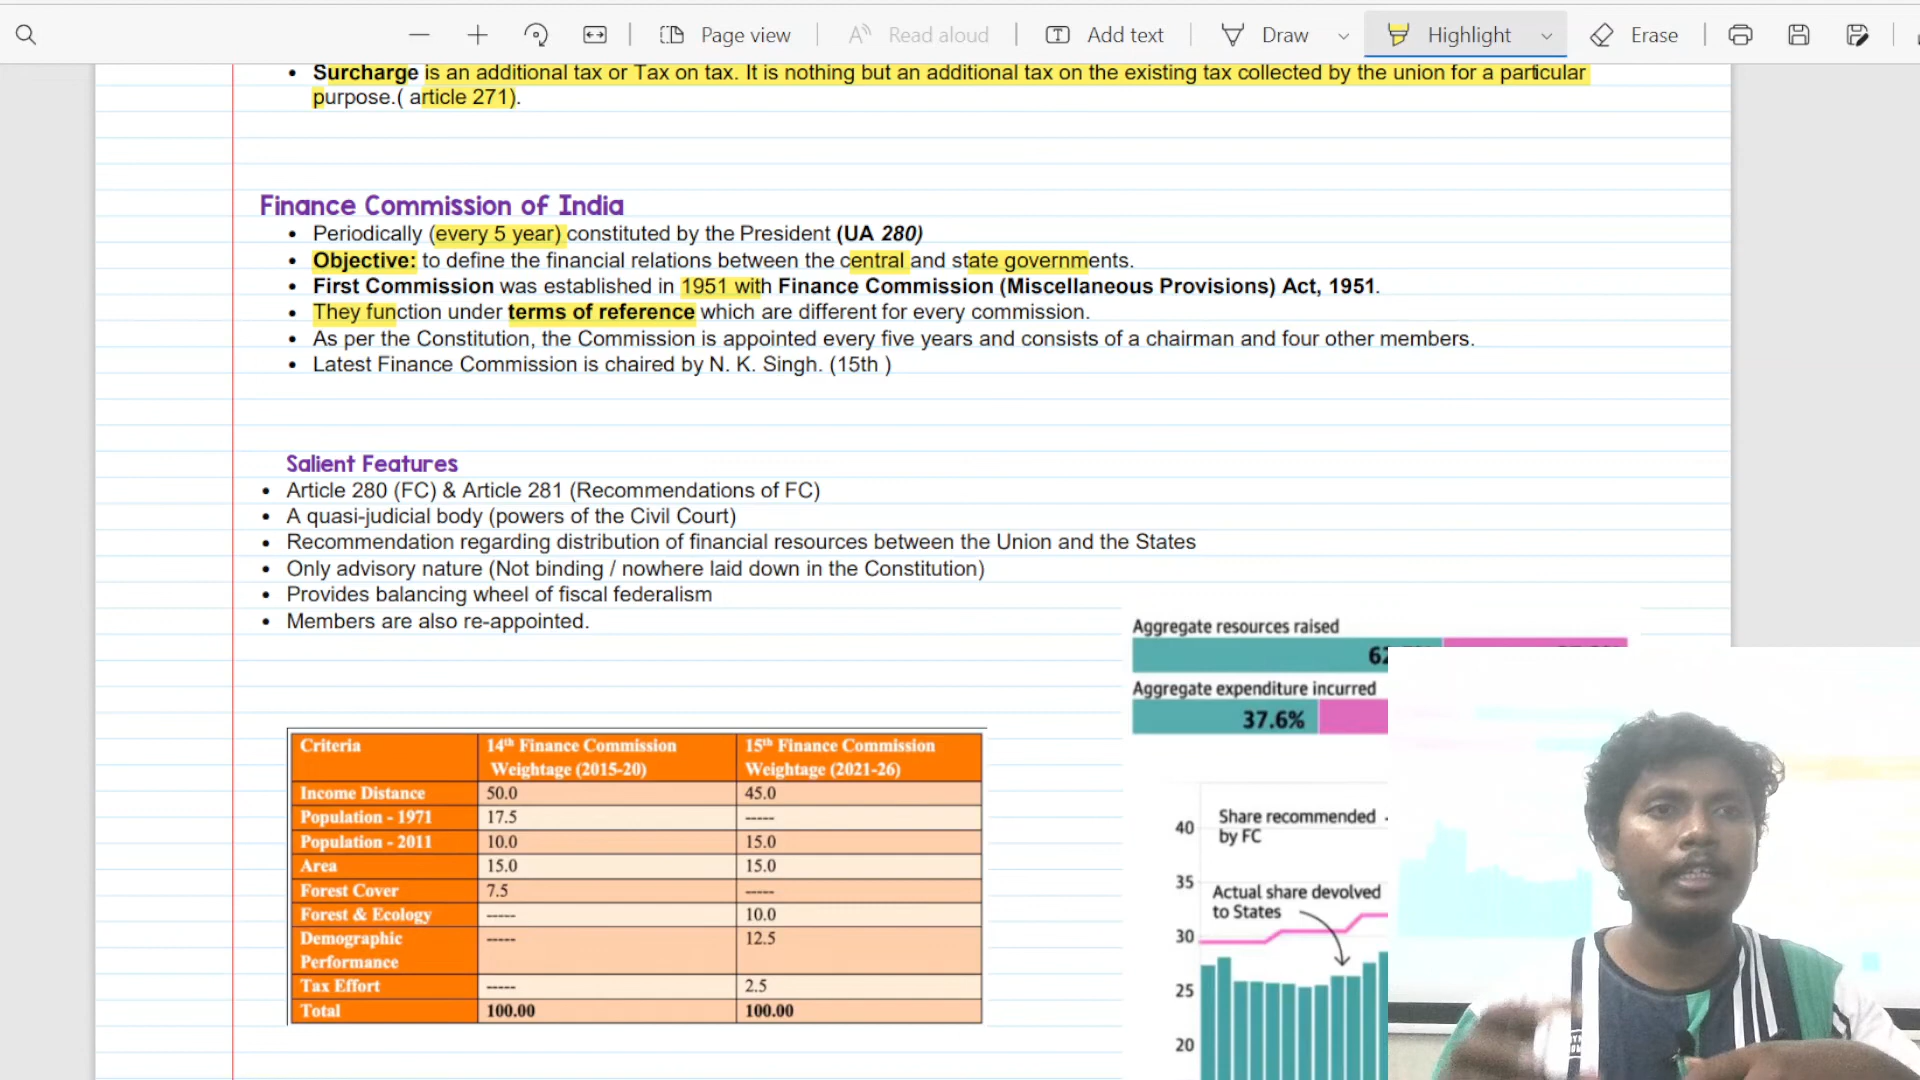 Page view
Read aloud
Add text
Draw
Highlight
Erase
• Surcharge is an additional tax or Tax on tax. It is nothing but an additional tax on the existing tax collected by the union for a particular
purpose.( article 271).
Finance Commission of India
• Periodically (every 5 year) constituted by the President (UA 280)
• Objective: to define the financial relations between the central and state governments.
• First Commission was established in 1951 with Finance Commission (Miscellaneous Provisions) Act, 1951.
• They function under terms of reference which are different for every commission.
• As per the Constitution, the Commission is appointed every five years and consists of a chairman and four other members.
• Latest Finance Commission is chaired by N. K. Singh. (15th )
Salient Features
• Article 280 (FC) & Article 281 (Recommendations of FC)
• A quasi-judicial body (powers of the Civil Court)
• Recommendation regarding distribution of financial resources between the Union and the States
• Only advisory nature (Not binding / nowhere laid down in the Constitution)
• Provides balancing wheel of fiscal federalism
• Members are also re-appointed.
Criteria 14th Finance Commission Weightage (2015-20) 15th Finance Commission Weightage (2021-26)
Income Distance 50.0 45.0
Population - 1971 17.5 -----
Population - 2011 10.0 15.0
Area 15.0 15.0
Forest Cover 7.5 -----
Forest & Ecology ----- 10.0
Demographic Performance ----- 12.5
Tax Effort ----- 2.5
Total 100.00 100.00
Aggregate resources raised
Aggregate expenditure incurred
37.6%
Share recommended
by FC
Actual share devolved
to States
40
35
30
25
20